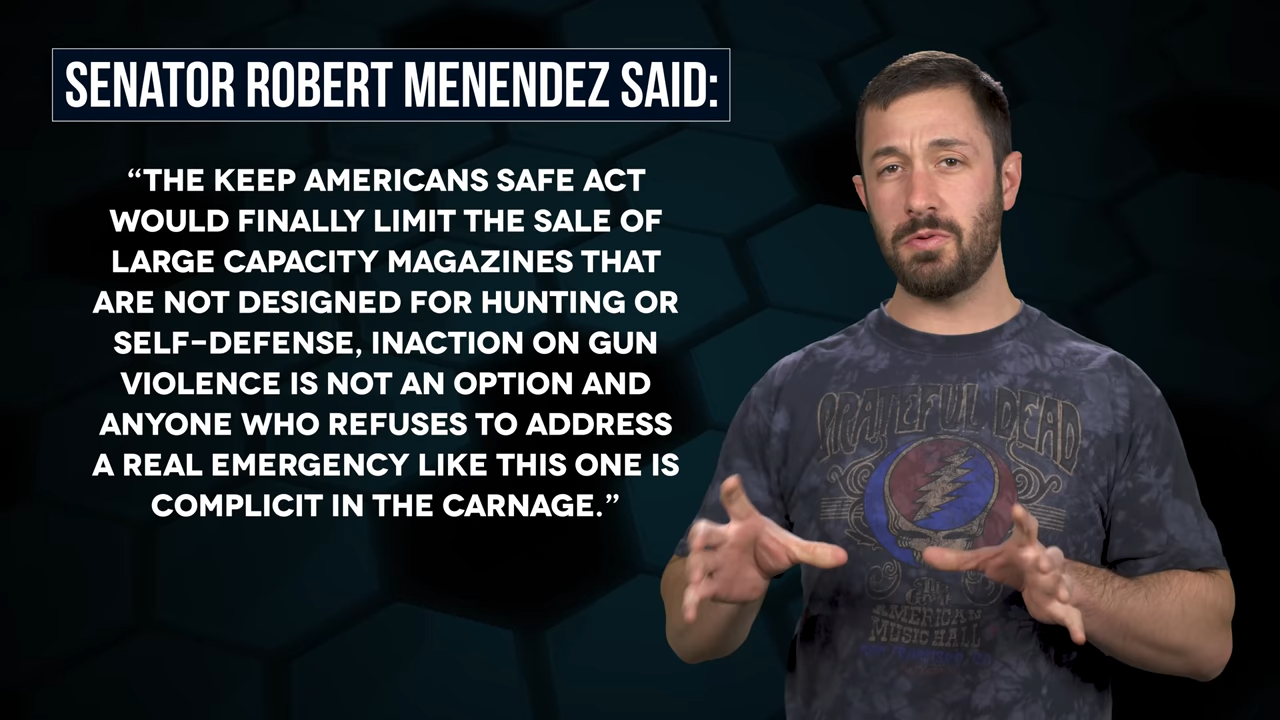 SENATOR ROBERT MENENDEZ SAID:
“THE KEEP AMERICANS SAFE ACT
WOULD FINALLY LIMIT THE SALE OF
LARGE CAPACITY MAGAZINES THAT
ARE NOT DESIGNED FOR HUNTING OR
SELF-DEFENSE, INACTION ON GUN
VIOLENCE IS NOT AN OPTION AND
ANYONE WHO REFUSES TO ADDRESS
A REAL EMERGENCY LIKE THIS ONE IS
COMPLICIT IN THE CARNAGE.”
GRATEFUL DEAD
The
Great
AMERICAN
MUSIC HALL